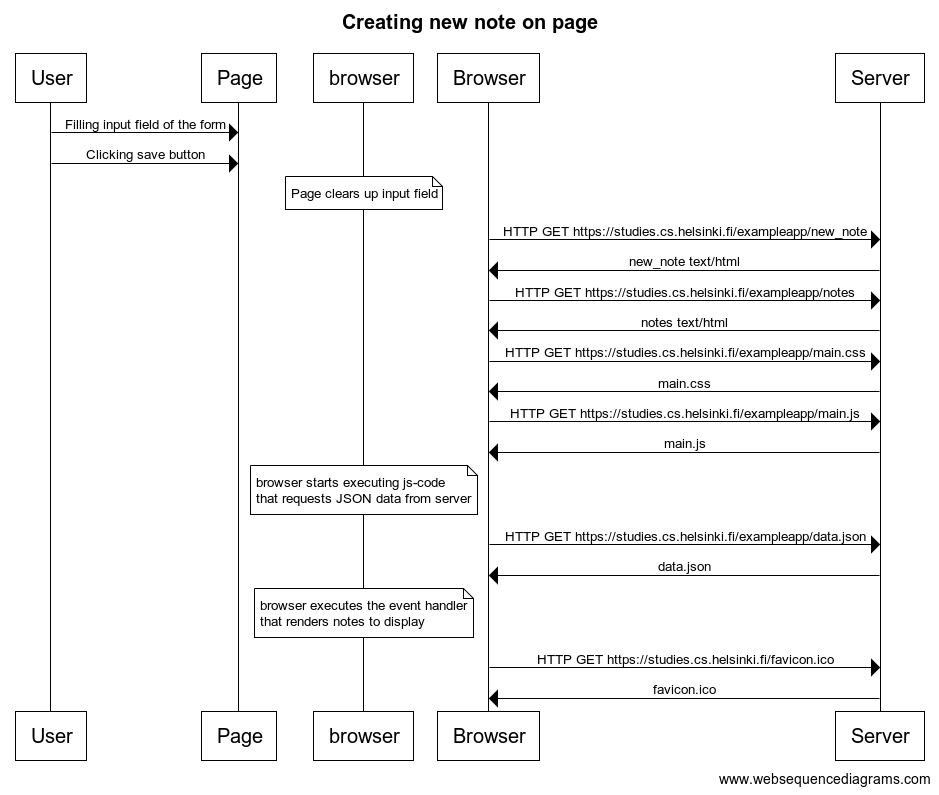 Creating new note on page
User
Page
browser
Browser
Server
Filling input field of the form
Clicking save button
Page clears up input field
HTTP GET https://studies.cs.helsinki.fi/exampleapp/new_note
new_note text/html
HTTP GET https://studies.cs.helsinki.fi/exampleapp/notes
notes text/html
HTTP GET https://studies.cs.helsinki.fi/exampleapp/main.css
main.css
HTTP GET https://studies.cs.helsinki.fi/exampleapp/main.js
main.js
browser starts executing js-code
that requests JSON data from server
HTTP GET https://studies.cs.helsinki.fi/exampleapp/data.json
data.json
browser executes the event handler
that renders notes to display
HTTP GET https://studies.cs.helsinki.fi/favicon.ico
favicon.ico
User
Page
browser
Browser
Server
www.websequencediagrams.com